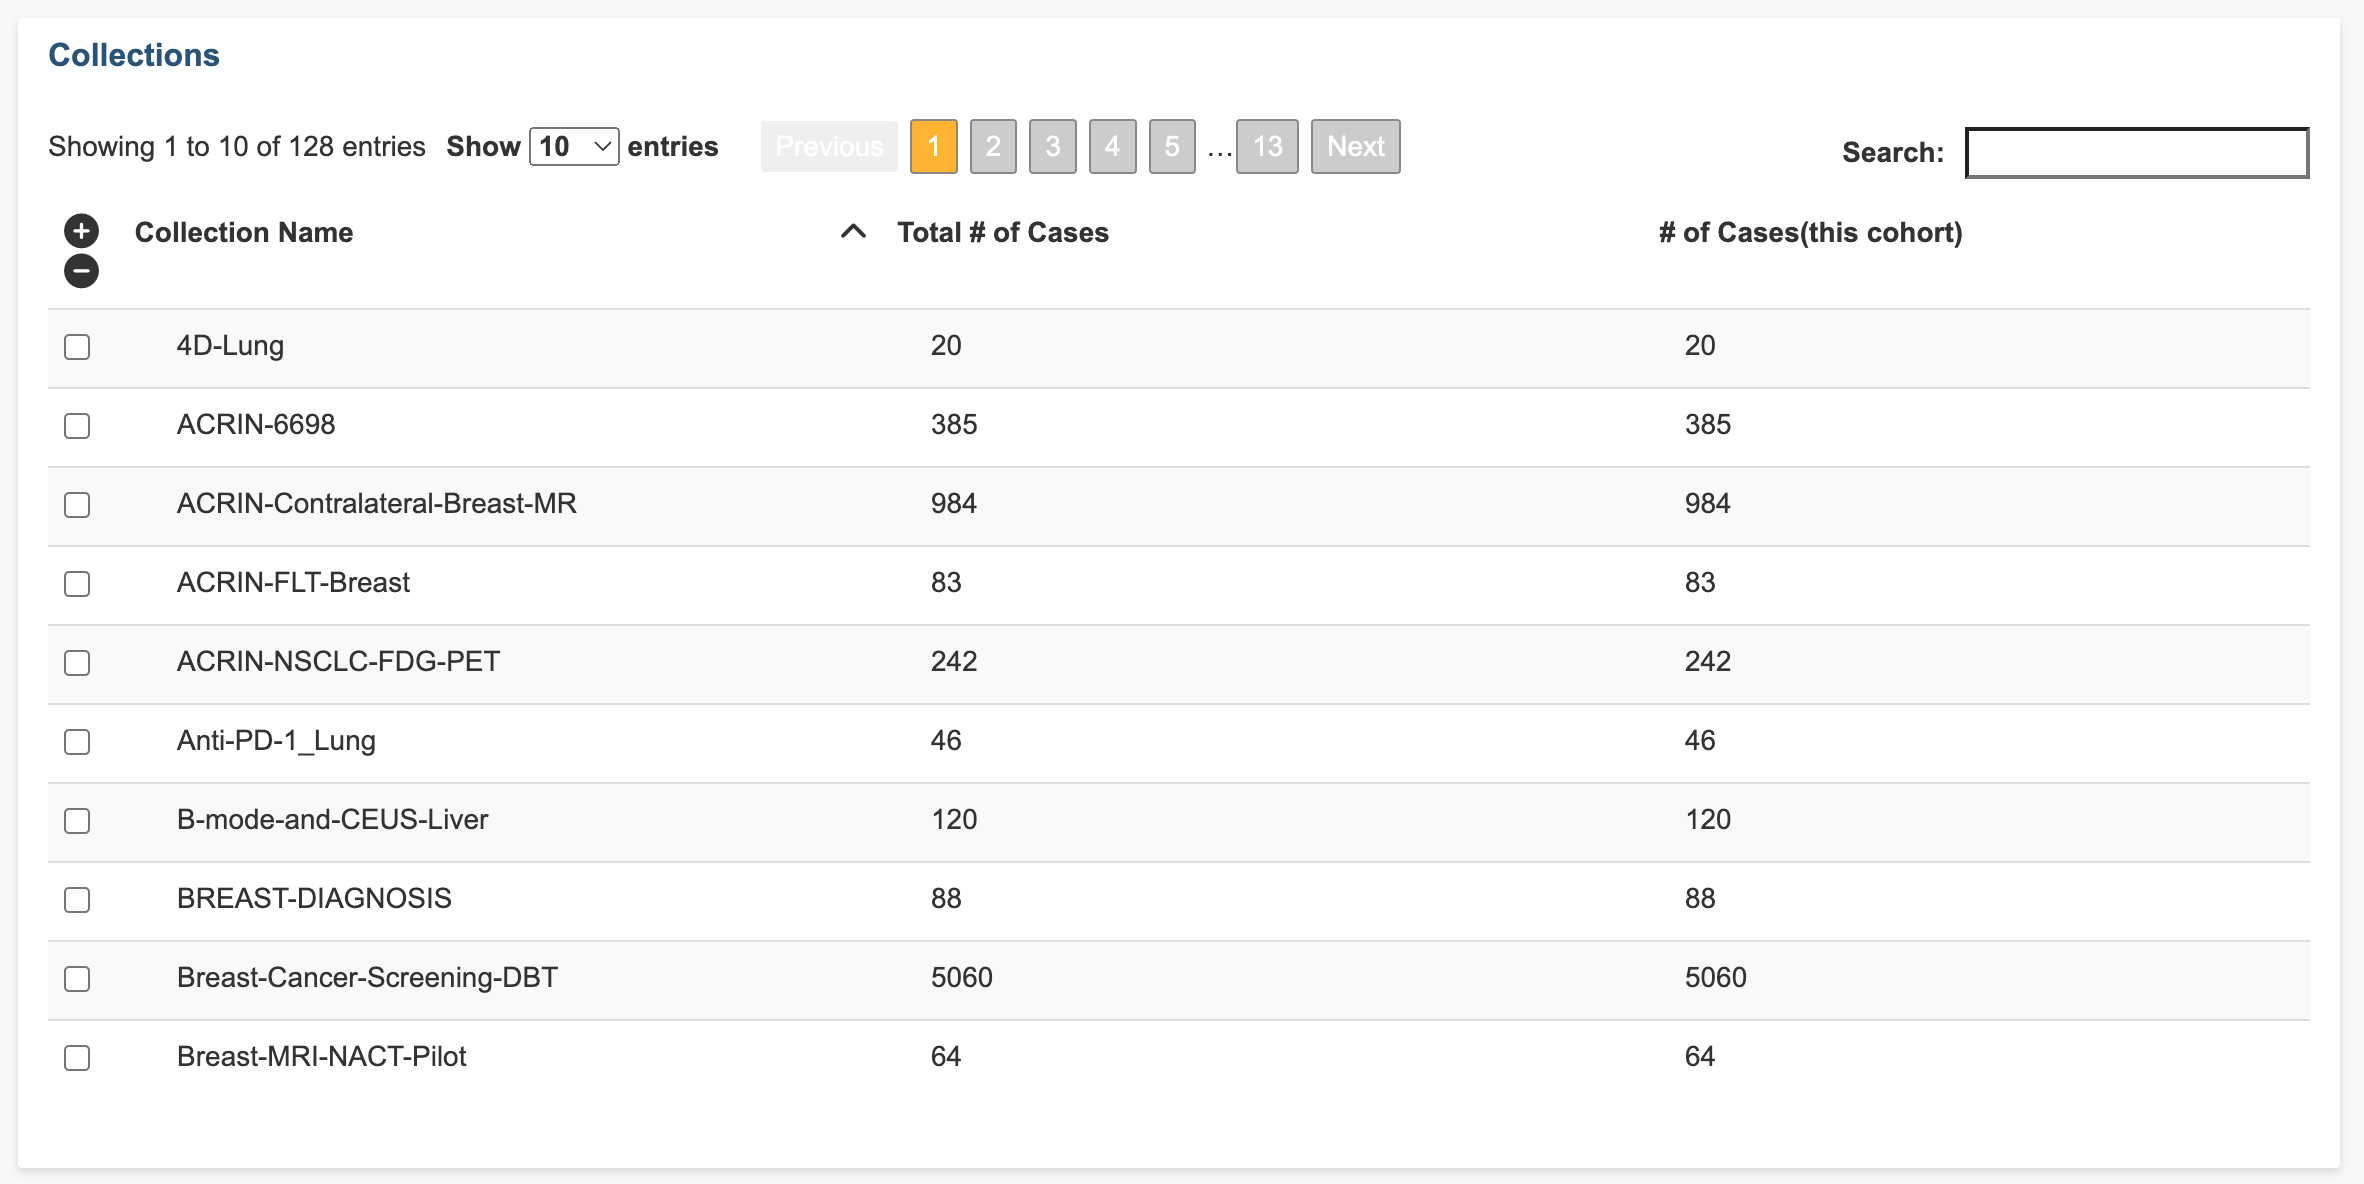 Collections
Showing 1 to 10 of 128 entries Show 10 entries Previous 1 2 3 4 5 ... 13 Next Search:
Collection Name Total # of Cases # of Cases(this cohort)
4D-Lung 20 20
ACRIN-6698 385 385
ACRIN-Contralateral-Breast-MR 984 984
ACRIN-FLT-Breast 83 83
ACRIN-NSCLC-FDG-PET 242 242
Anti-PD-1_Lung 46 46
B-mode-and-CEUS-Liver 120 120
BREAST-DIAGNOSIS 88 88
Breast-Cancer-Screening-DBT 5060 5060
Breast-MRI-NACT-Pilot 64 64